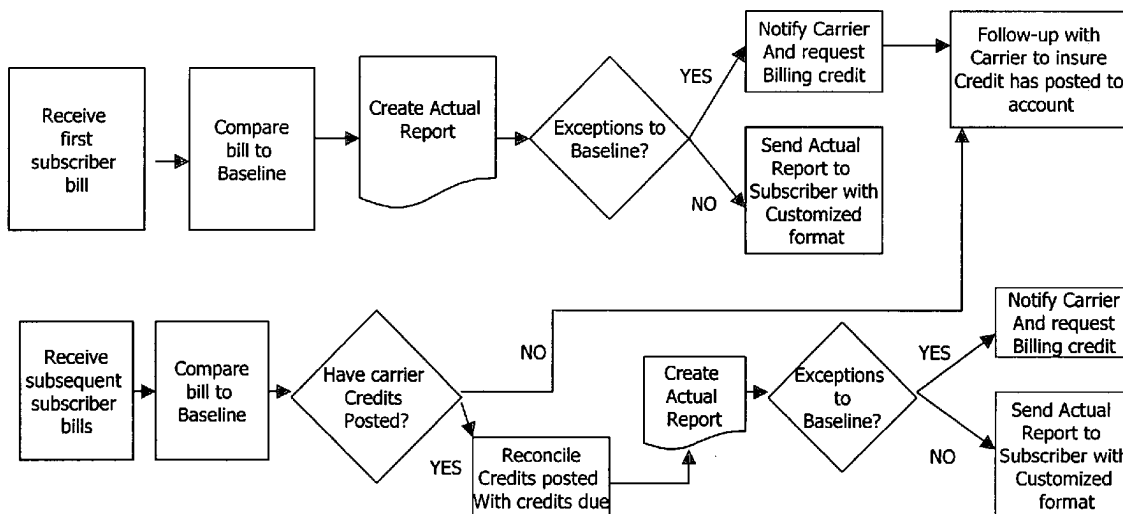 Receive
first
subscriber
bill
Compare
bill to
Baseline
Create Actual
Report
Exceptions to
Baseline?
YES
NO
Notify Carrier
And request
Billing credit
Send Actual
Report to
Subscriber with
Customized
format
Follow-up with
Carrier to insure
Credit has posted to
account
Receive
subsequent
subscriber
bills
Compare
bill to
Baseline
Have carrier
Credits
Posted?
NO
YES
Reconcile
Credits posted
With credits due
Create
Actual
Report
Exceptions
to
Baseline?
YES
NO
Notify Carrier
And request
Billing credit
Send Actual
Report to
Subscriber with
Customized
format